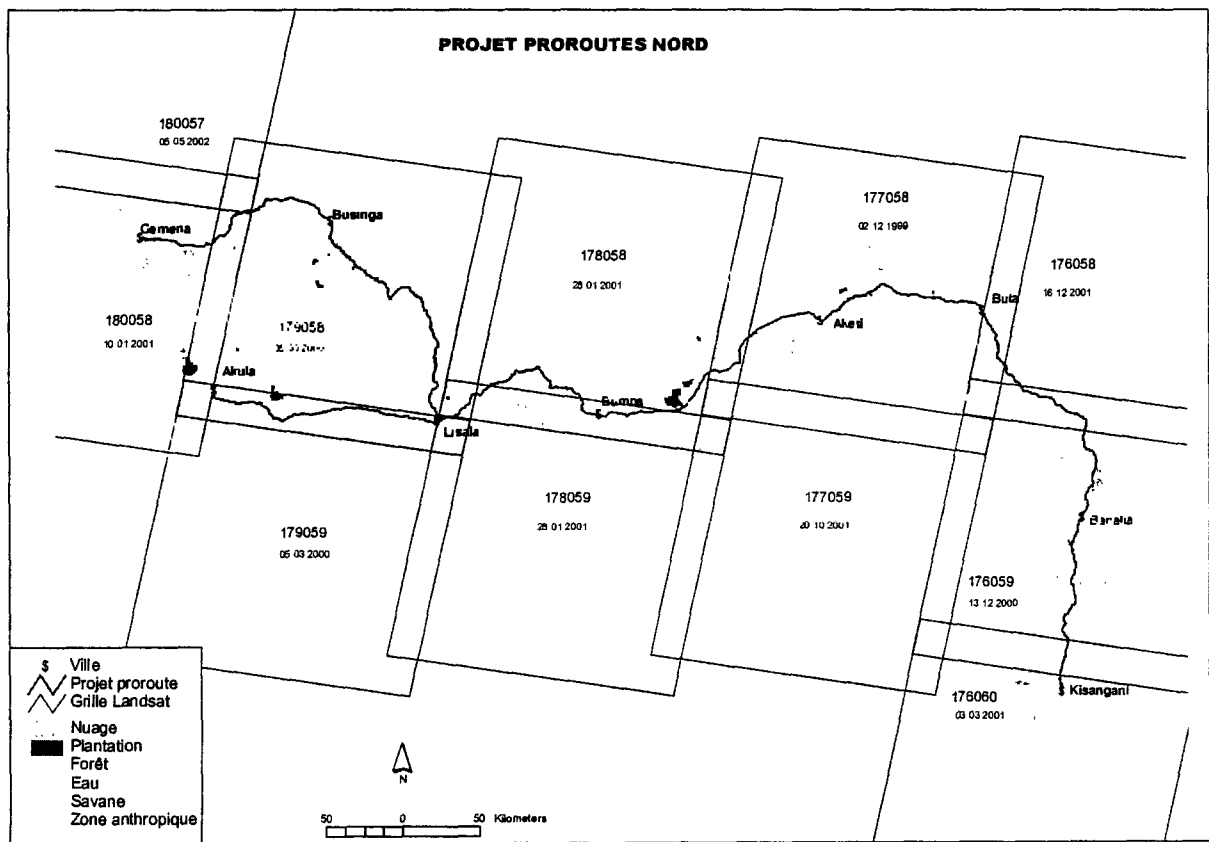 PROJET PROROUTES NORD
180057
06 05 2002
Gemena
Businga
177058
02 12 1999
178058
28 01 2001
176058
16 12 2001
Buta
180058
10 01 2001
179058
Aketi
Akula
Bumba
Lisala
178059
28 01 2001
177059
20 10 2001
Banalia
179059
05 03 2000
176059
13 12 2000
176060
03 03 2001
Kisangani
$ Ville
Projet proroute
Grille Landsat
Nuage
Plantation
Forêt
Eau
Savane
Zone anthropique
N
50 0 50 Kilometers